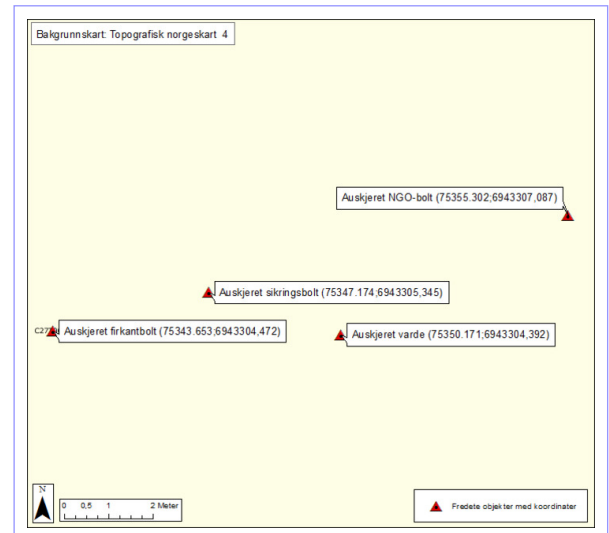 Bakgrunnskart: Topografisk norgeskart 4
Auskjeret NGO-bolt (75355.302;6943307,087)
Auskjeret sikringsbolt (75347.174;6943305,345)
Auskjeret firkantbolt (75343.653;6943304,472)
Auskjeret varde (75350.171;6943304,392)
N
0 0,5 1 2 Meter
Fredete objekter med koordinater